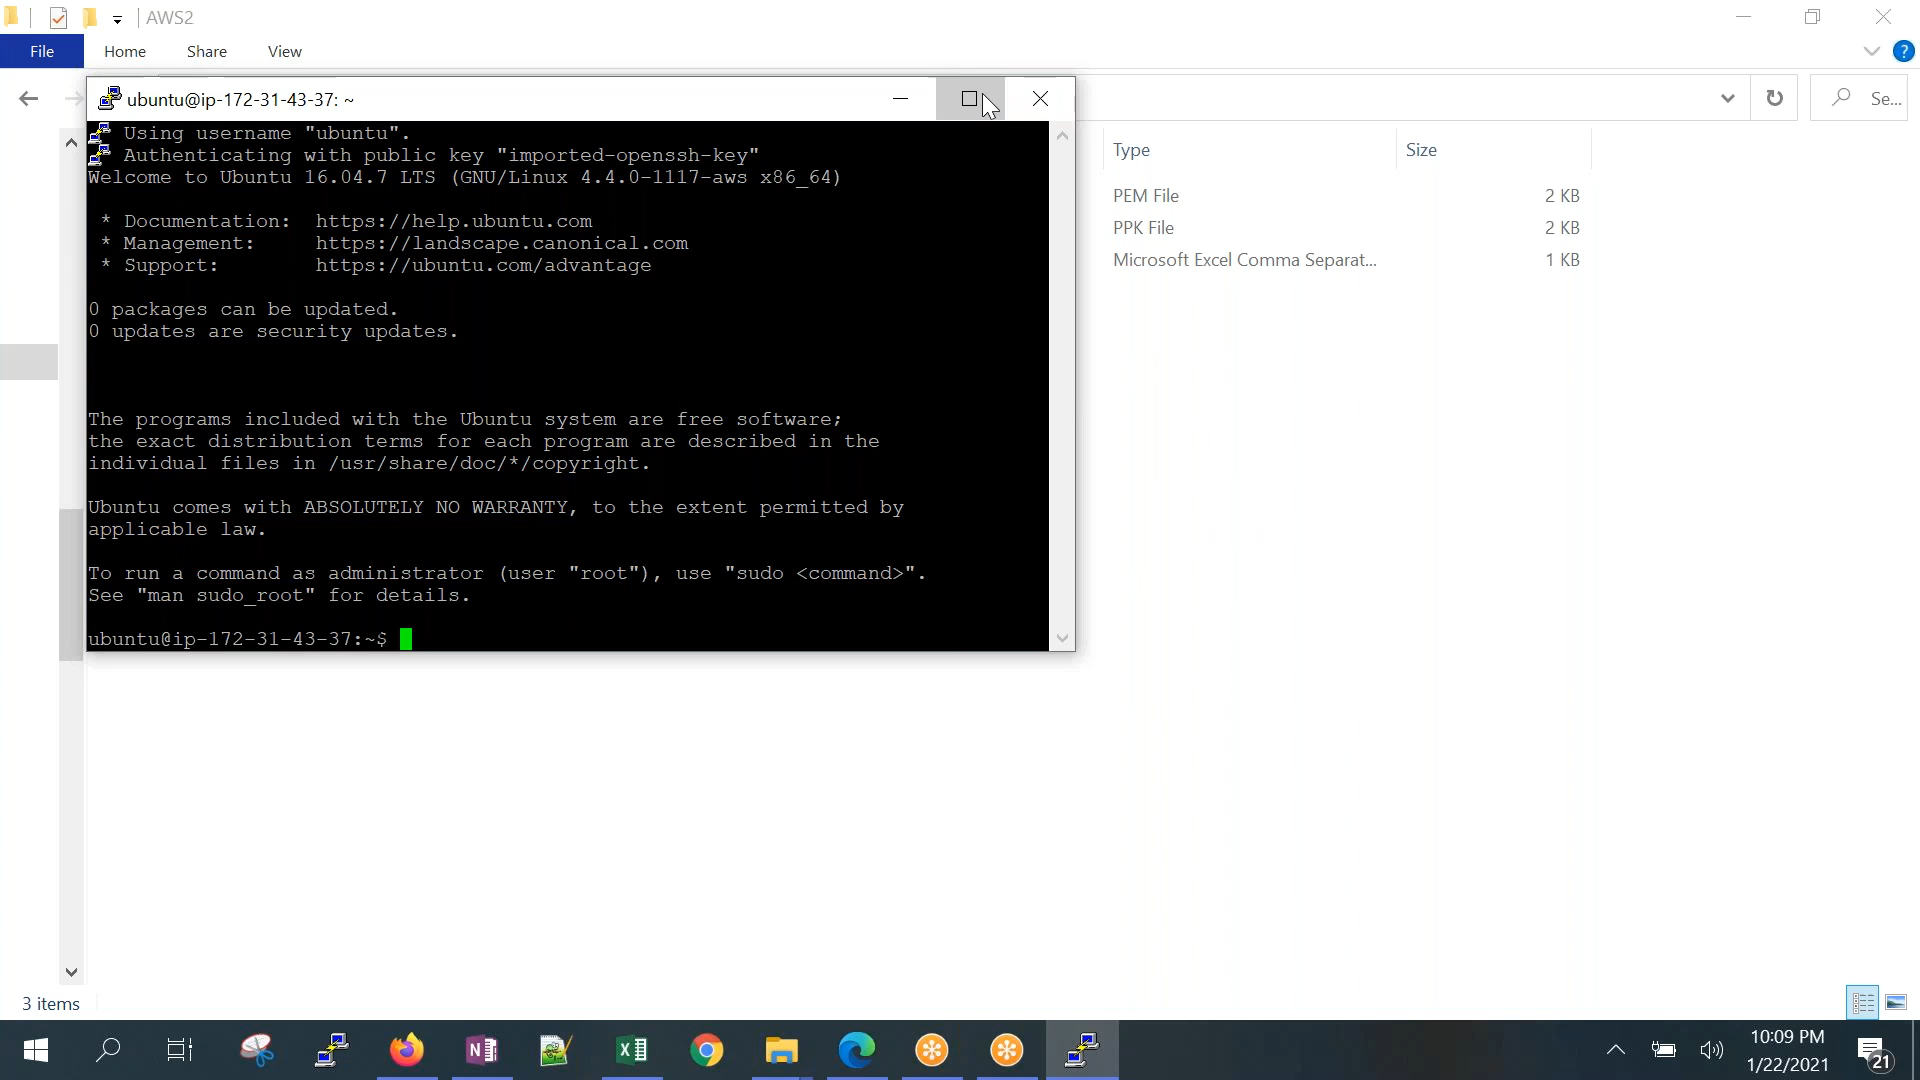 AWS2
File
Home
Share
View
ubuntu@ip-172-31-43-37: ~
Se...
Using username "ubuntu".
Authenticating with public key "imported-openssh-key"
Welcome to Ubuntu 16.04.7 LTS (GNU/Linux 4.4.0-1117-aws x86_64)
* Documentation:  https://help.ubuntu.com
* Management:     https://landscape.canonical.com
* Support:        https://ubuntu.com/advantage
0 packages can be updated.
0 updates are security updates.
The programs included with the Ubuntu system are free software;
the exact distribution terms for each program are described in the
individual files in /usr/share/doc/*/copyright.
Ubuntu comes with ABSOLUTELY NO WARRANTY, to the extent permitted by
applicable law.
To run a command as administrator (user "root"), use "sudo <command>".
See "man sudo_root" for details.
ubuntu@ip-172-31-43-37:~$
Type
Size
PEM File
2 KB
PPK File
2 KB
Microsoft Excel Comma Separat...
1 KB
3 items
10:09 PM
1/22/2021
21